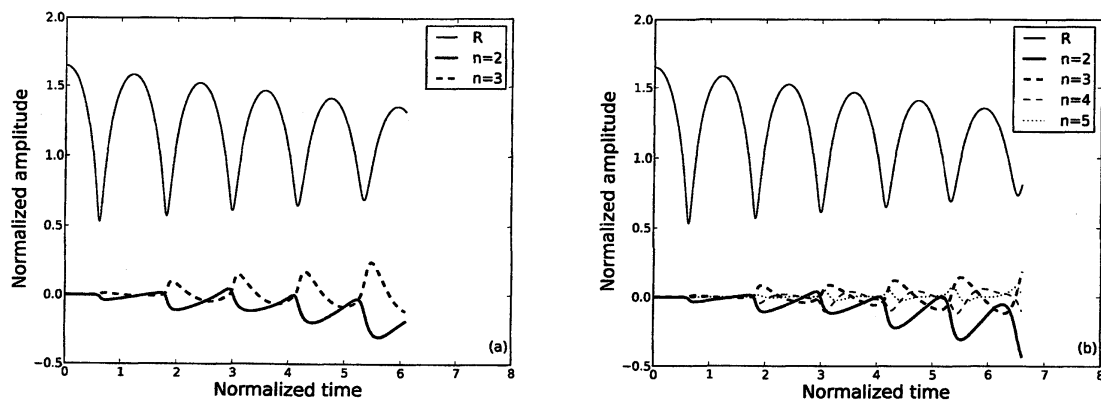 2.0
1.5
1.0
0.5
0.0
−0.5
0 1 2 3 4 5 6 7 8
Normalized amplitude
Normalized time
R
n=2
n=3
(a)
2.0
1.5
1.0
0.5
0.0
−0.5
0 1 2 3 4 5 6 7 8
Normalized amplitude
Normalized time
R
n=2
n=3
n=4
n=5
(b)